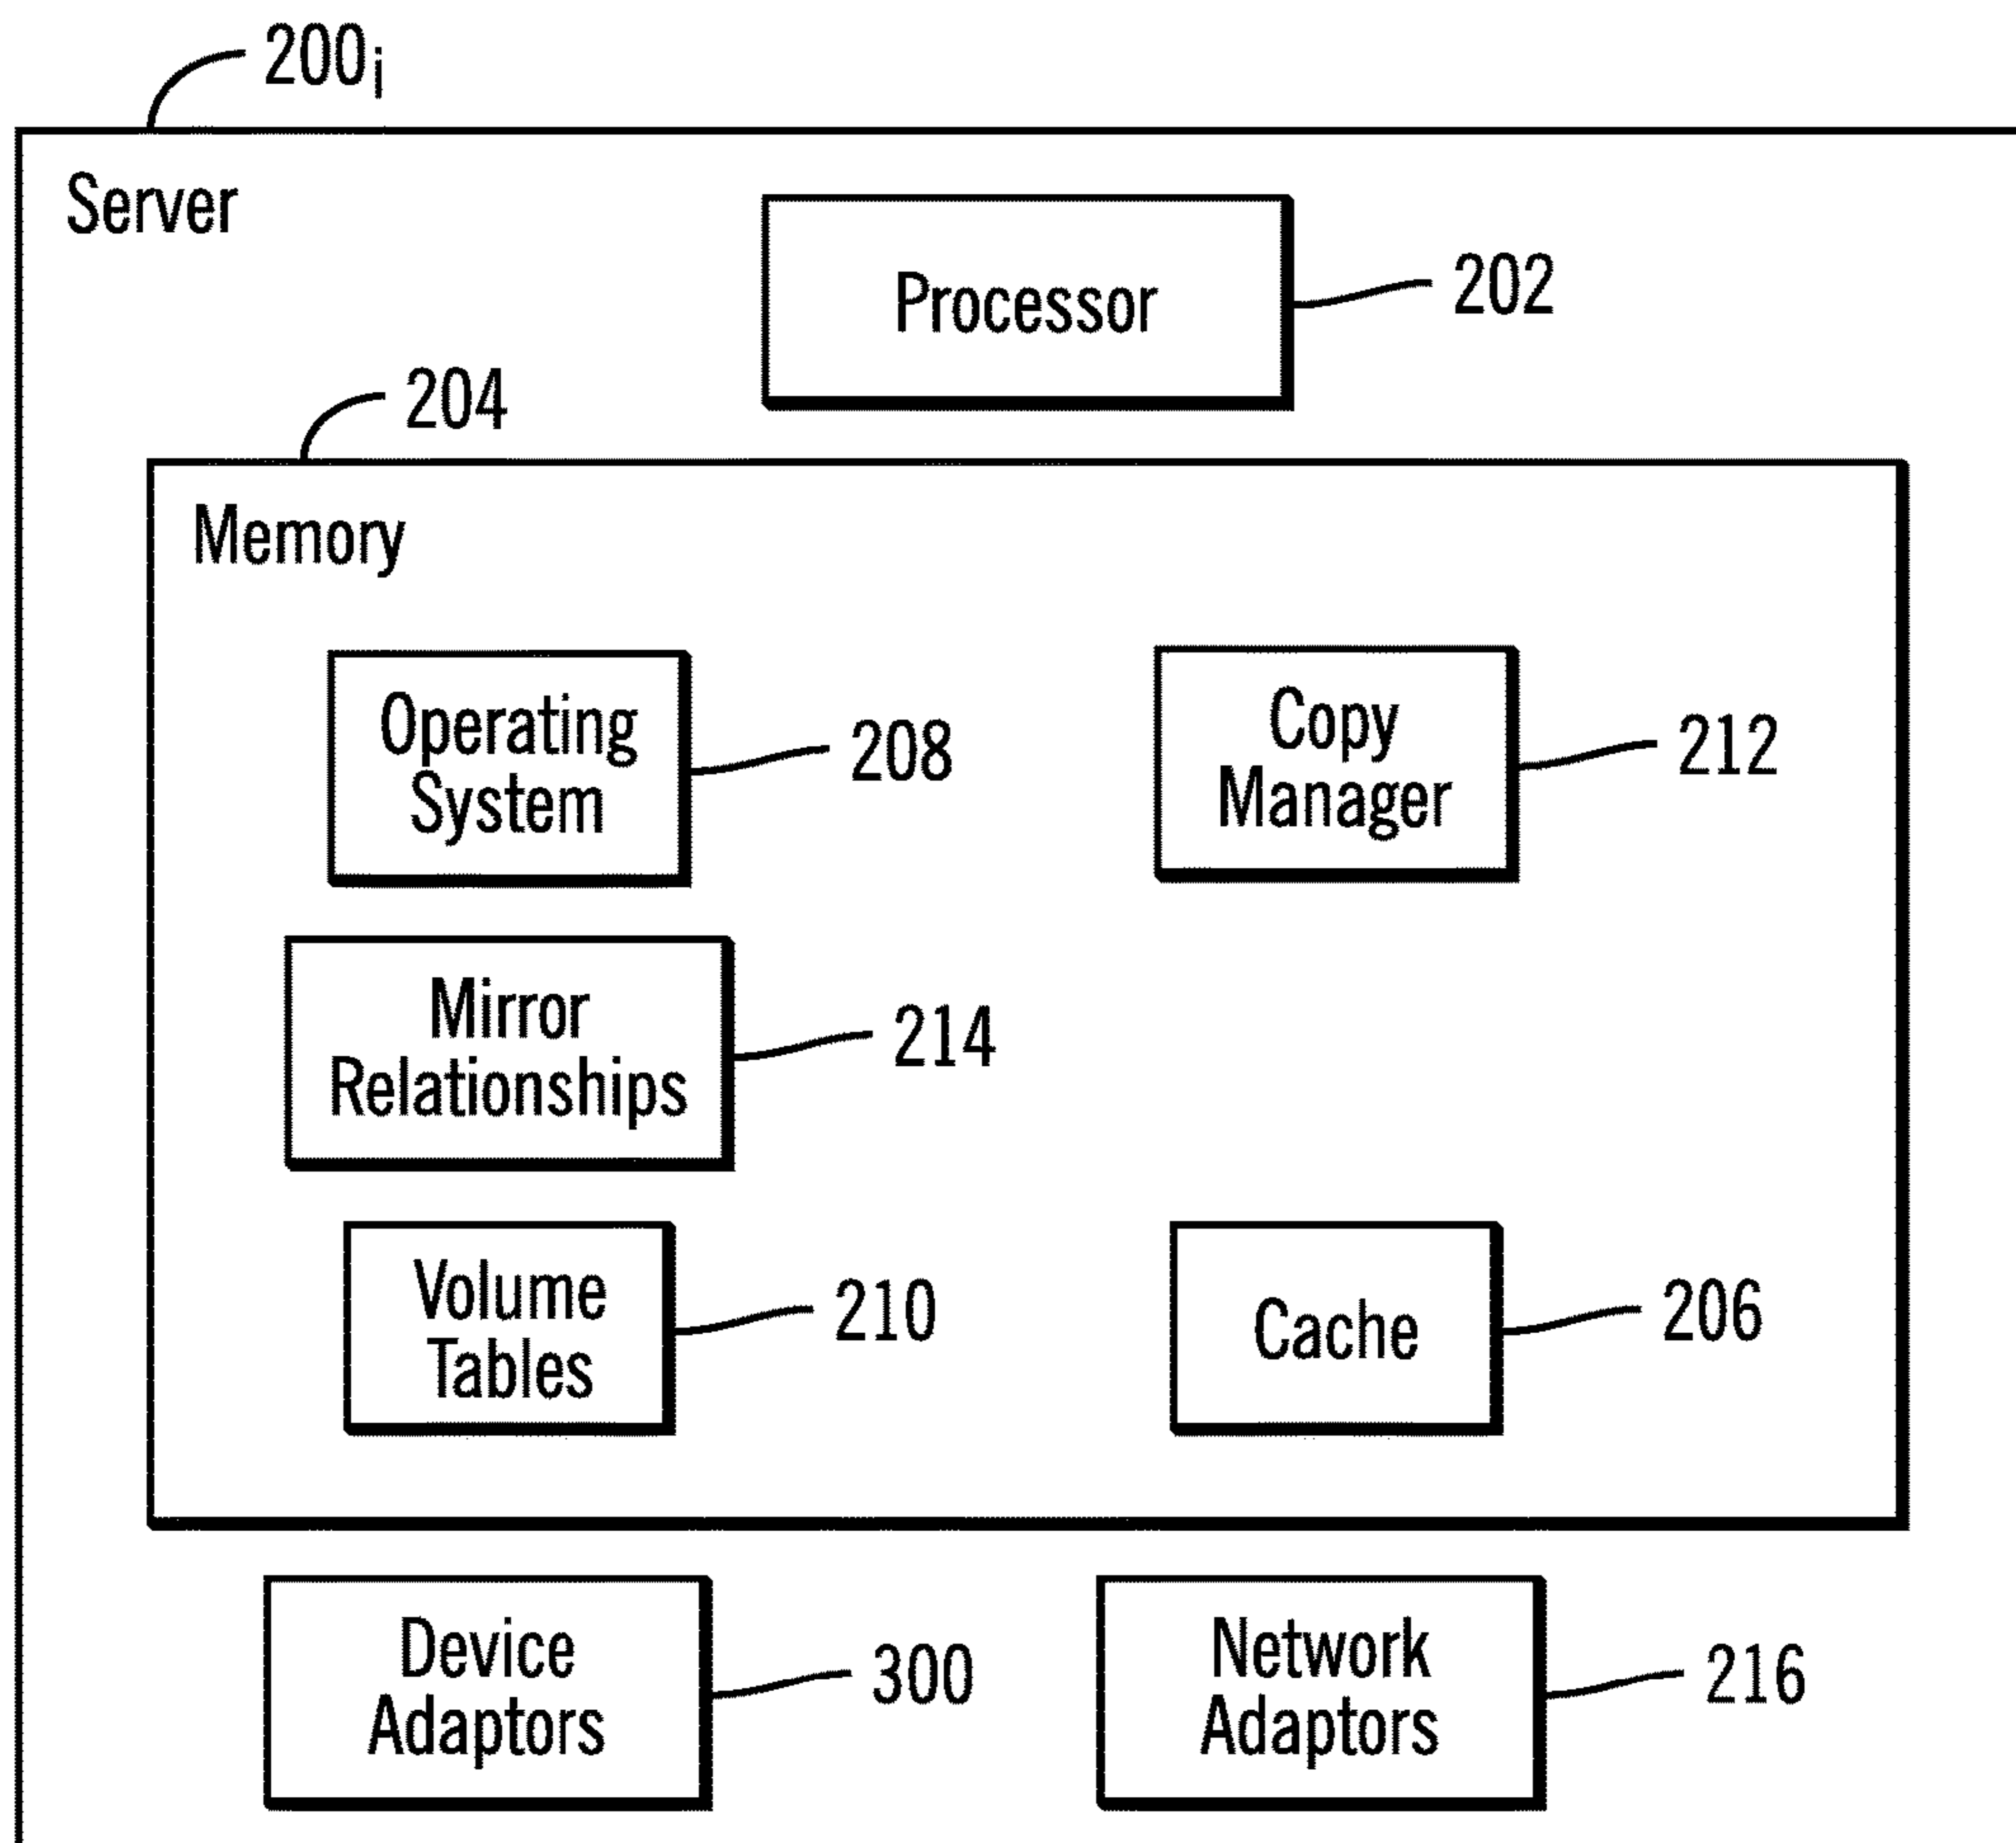 200i
Server
Processor
202
204
Memory
Operating
System
208
Copy
Manager
212
Mirror
Relationships
214
Volume
Tables
210
Cache
206
Device
Adaptors
300
Network
Adaptors
216